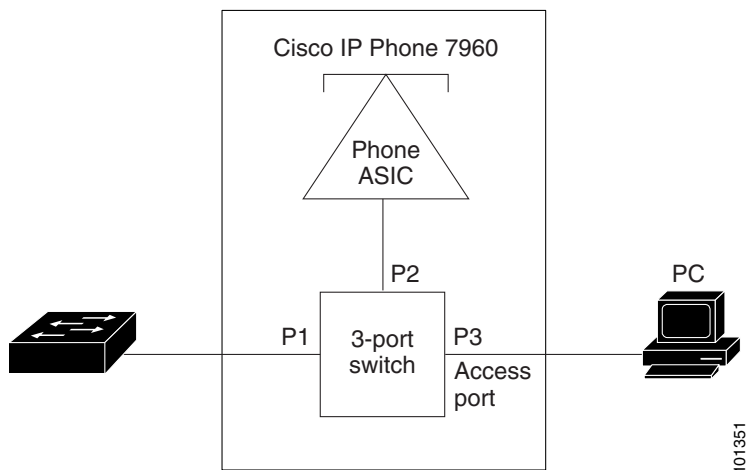 Cisco IP Phone 7960
Phone
ASIC
P2
PC
P1
3-port
switch
P3
Access
port
101351